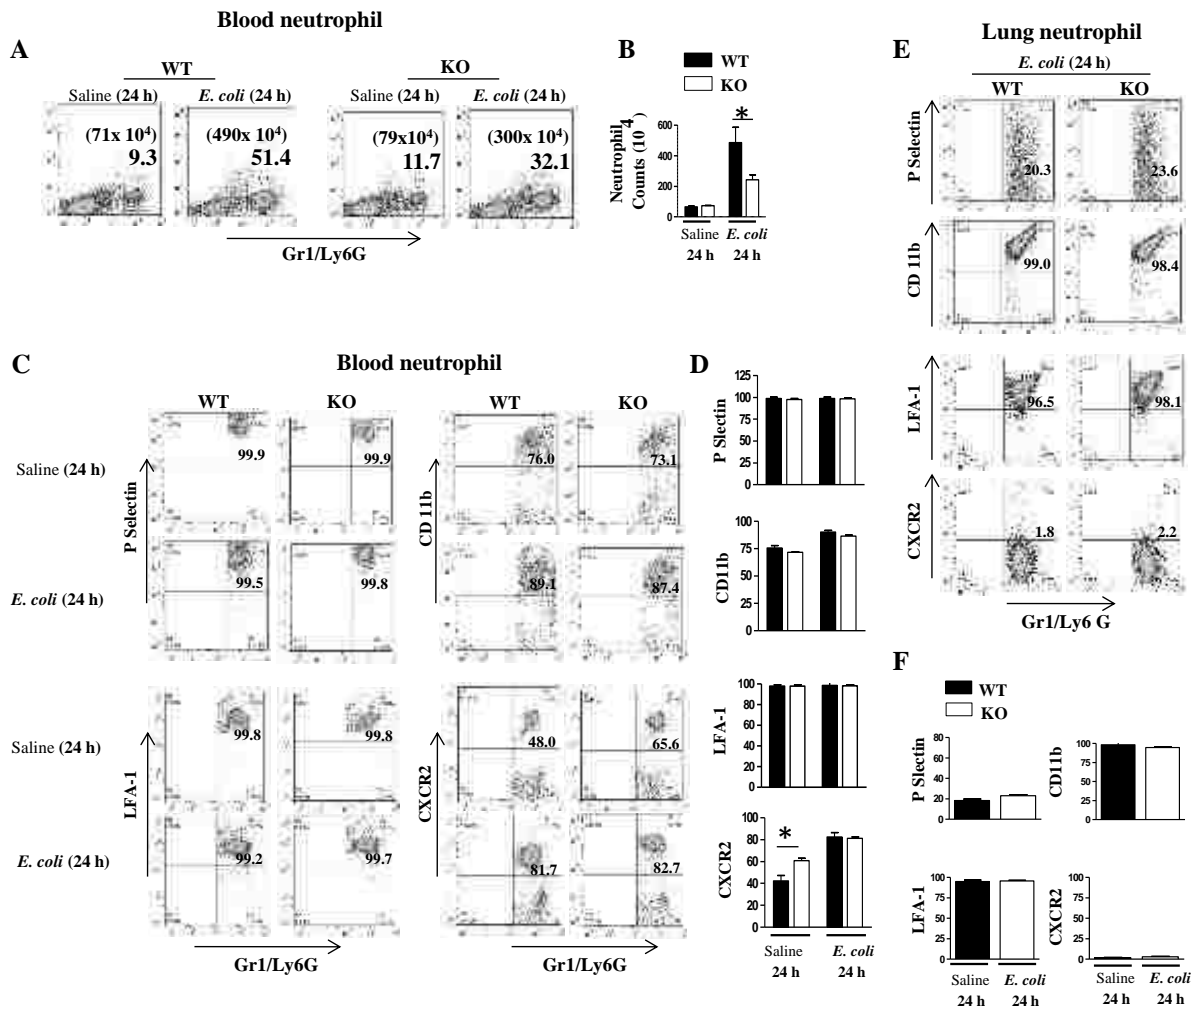 Blood neutrophil
A
WT
KO
Saline (24 h)
E. coli (24 h)
Saline (24 h)
E. coli (24 h)
(71x 10⁴)
9.3
(490x 10⁴)
51.4
(79x10⁴)
11.7
(300x 10⁴)
32.1
Gr1/Ly6G
B
WT
KO
*
Neutrophil
Counts (10⁴)
600
400
200
0
Saline
24 h
E. coli
24 h
C
Blood neutrophil
WT
KO
WT
KO
Saline (24 h)
E. coli (24 h)
P Selectin
99.9
99.9
99.5
99.8
CD 11b
76.0
73.1
89.1
87.4
Saline (24 h)
E. coli (24 h)
LFA-1
99.8
99.8
99.2
99.7
CXCR2
48.0
65.6
81.7
82.7
Gr1/Ly6G
Gr1/Ly6G
D
P Slectin
125
100
75
50
25
0
CD11b
100
75
50
25
0
LFA-1
100
80
60
40
20
0
CXCR2
100
80
60
40
20
0
*
Saline
24 h
E. coli
24 h
E
Lung neutrophil
E. coli (24 h)
WT
KO
P Selectin
20.3
23.6
CD 11b
99.0
98.4
LFA-1
96.5
98.1
CXCR2
1.8
2.2
Gr1/Ly6 G
F
WT
KO
P Slectin
80
60
40
20
0
CD11b
100
75
50
25
0
LFA-1
100
75
50
25
0
CXCR2
100
75
50
25
0
Saline
24 h
E. coli
24 h
Saline
24 h
E. coli
24 h